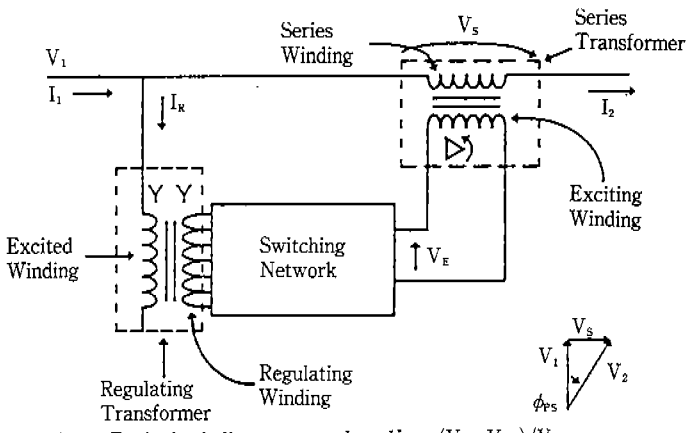 Series
Winding
V_S
Series
Transformer
V_1
I_1
I_R
I_2
Y Y
Exciting
Winding
Excited
Winding
Switching
Network
V_E
Regulating
Transformer
Regulating
Winding
V_S
V_1
V_2
ϕ_PS